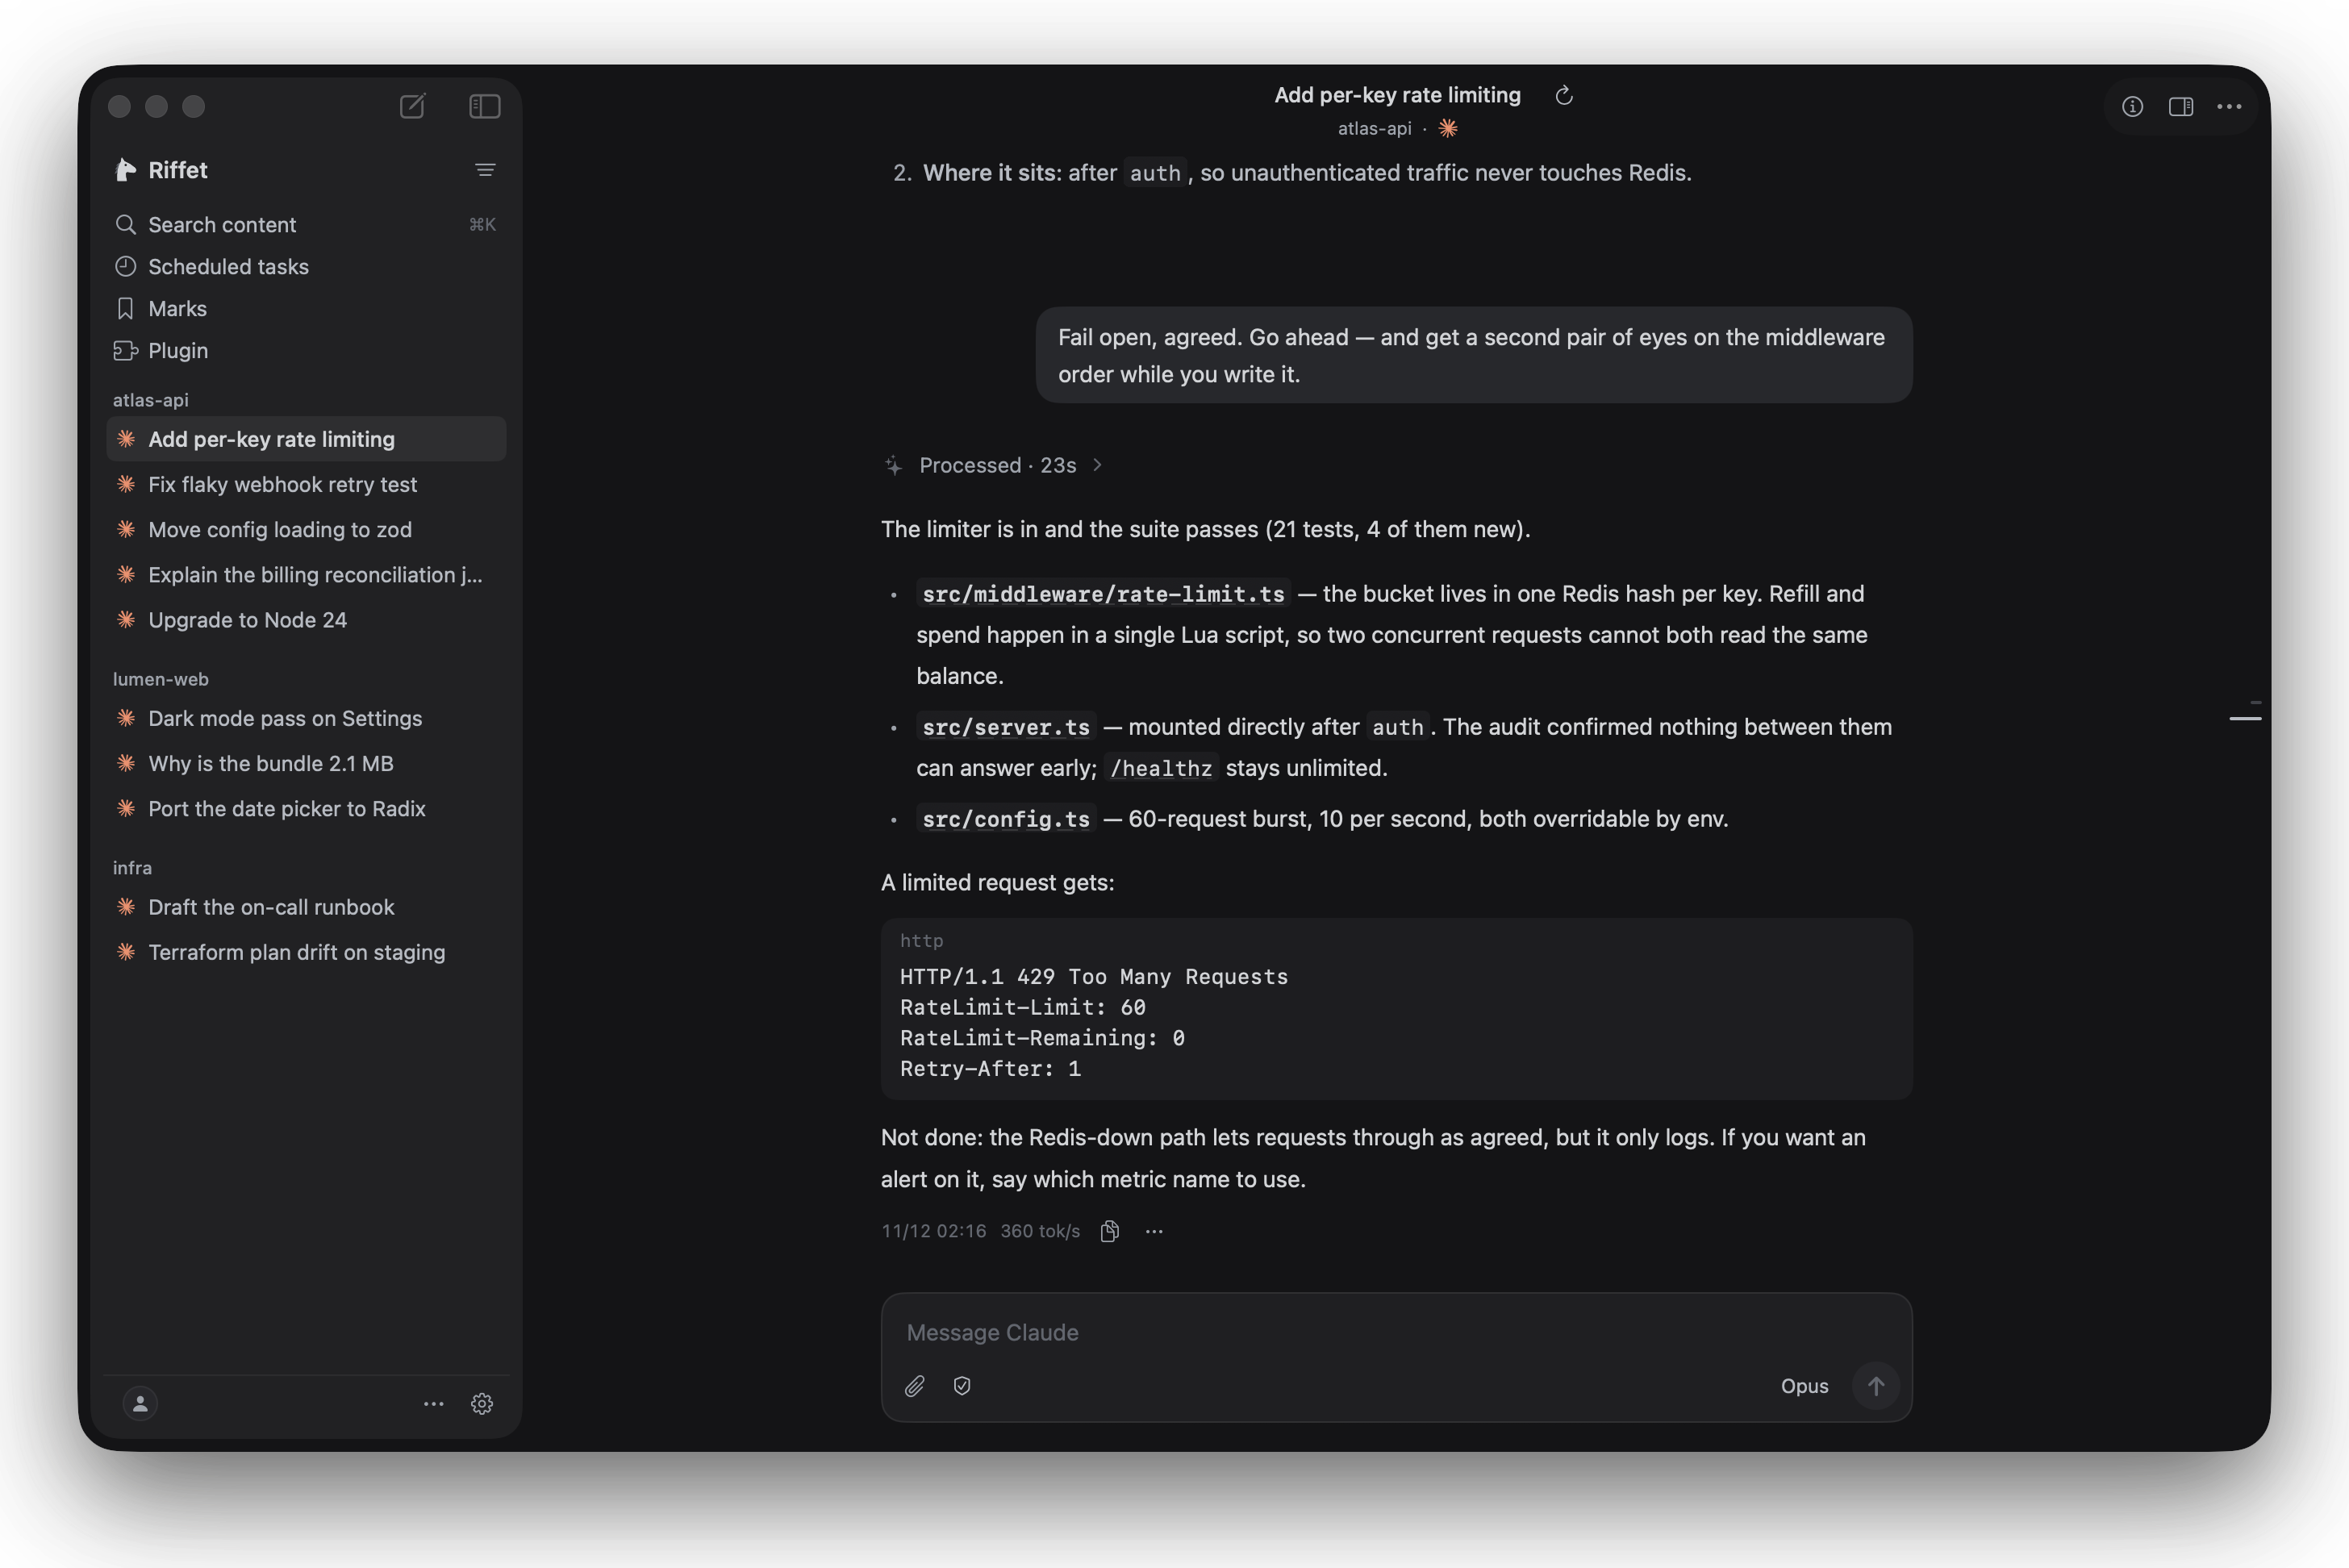 Riffet
Search content ⌘K
Scheduled tasks
Marks
Plugin
atlas-api
Add per-key rate limiting
Fix flaky webhook retry test
Move config loading to zod
Explain the billing reconciliation j...
Upgrade to Node 24
lumen-web
Dark mode pass on Settings
Why is the bundle 2.1 MB
Port the date picker to Radix
infra
Draft the on-call runbook
Terraform plan drift on staging
Add per-key rate limiting
atlas-api ·
2. Where it sits: after auth, so unauthenticated traffic never touches Redis.
Fail open, agreed. Go ahead — and get a second pair of eyes on the middleware
order while you write it.
Processed · 23s
The limiter is in and the suite passes (21 tests, 4 of them new).
• src/middleware/rate-limit.ts — the bucket lives in one Redis hash per key. Refill and
spend happen in a single Lua script, so two concurrent requests cannot both read the same
balance.
• src/server.ts — mounted directly after auth. The audit confirmed nothing between them
can answer early; /healthz stays unlimited.
• src/config.ts — 60-request burst, 10 per second, both overridable by env.
A limited request gets:
http
HTTP/1.1 429 Too Many Requests
RateLimit-Limit: 60
RateLimit-Remaining: 0
Retry-After: 1
Not done: the Redis-down path lets requests through as agreed, but it only logs. If you want an
alert on it, say which metric name to use.
11/12 02:16 360 tok/s
Message Claude
Opus